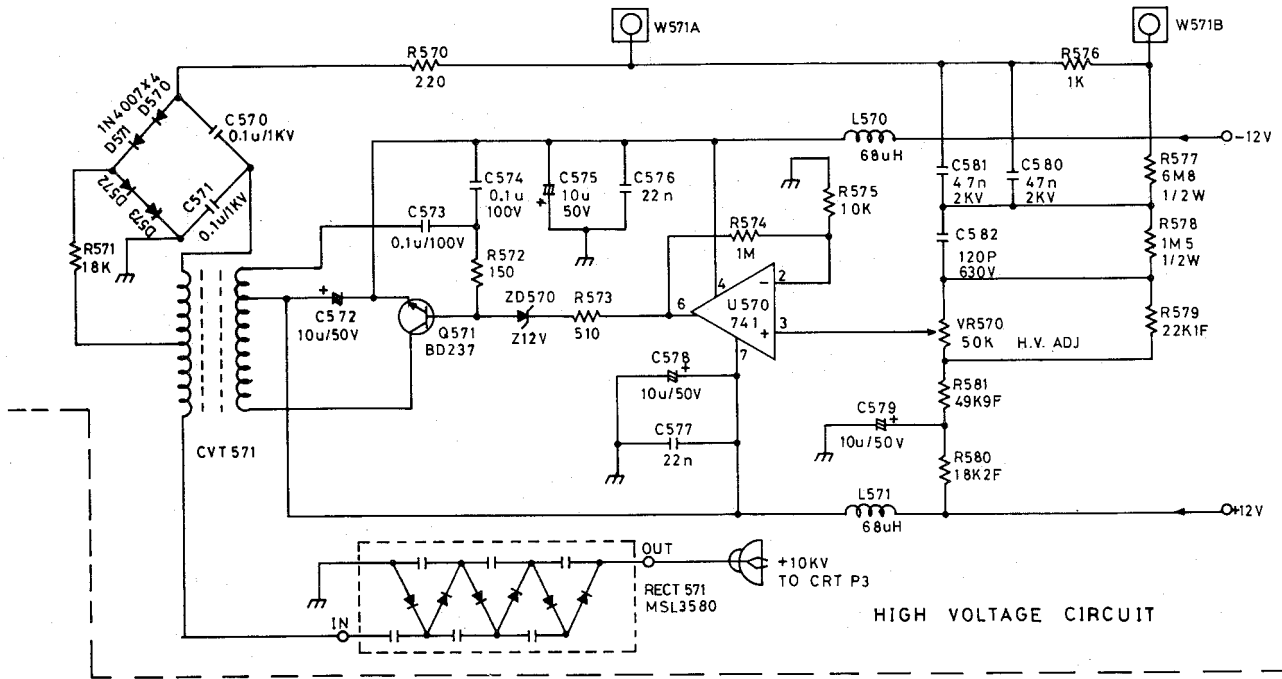 W571A
W571B
R570
220
R576
1K
1N4007X4
D570
D571
D572
D573
C570
0.1u/1KV
C571
0.1u/1KV
R571
18K
L570
68uH
-12V
C574
0.1u
100V
C575
10u
50V
C576
22n
C573
0.1u/100V
R575
10K
C581
4.7n
2KV
C580
47n
2KV
R577
6M8
1/2W
R572
150
R574
1M
C582
120P
630V
R578
1M5
1/2W
C572
10u/50V
Q571
BD237
ZD570
Z12V
R573
510
6
4
2
U570
741
3
7
VR570
50K
H.V. ADJ
R579
22K1F
C578
10u/50V
C577
22n
R581
49K9F
C579
10u/50V
R580
18K2F
CVT571
L571
68uH
+12V
IN
OUT
RECT571
MSL3580
+10KV
TO CRT P3
HIGH VOLTAGE CIRCUIT